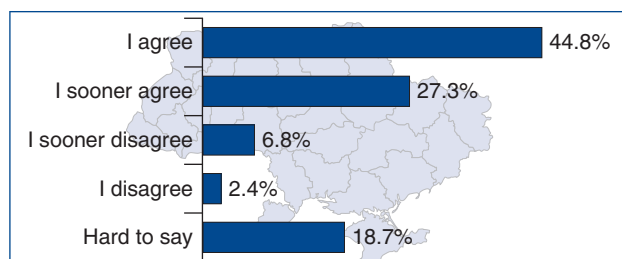 I agree 44.8%
I sooner agree 27.3%
I sooner disagree 6.8%
I disagree 2.4%
Hard to say 18.7%